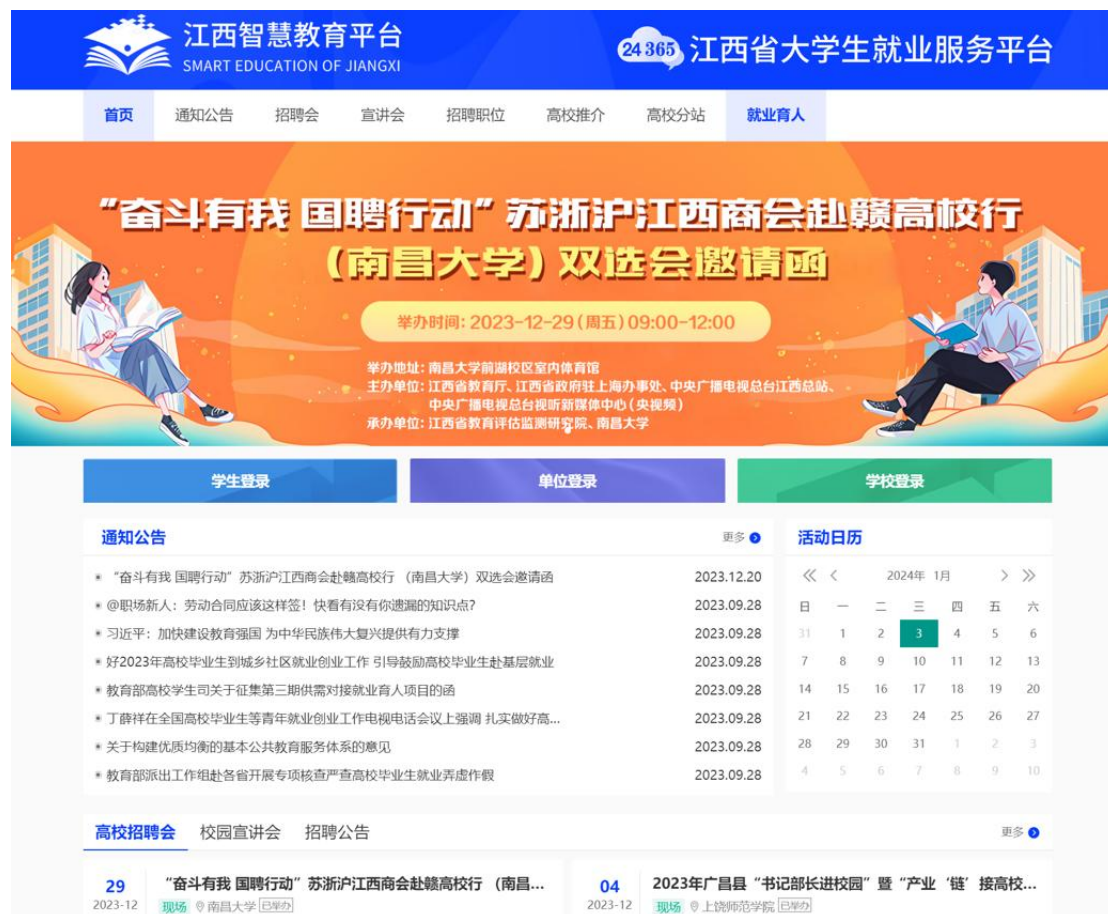 江西智慧教育平台
SMART EDUCATION OF JIANGXI
24365 江西省大学生就业服务平台
首页 通知公告 招聘会 宣讲会 招聘职位 高校推介 高校分站 就业育人
“奋斗有我 国聘行动”苏浙沪江西商会赴赣高校行
(南昌大学)双选会邀请函
举办时间: 2023-12-29(周五) 09:00-12:00
举办地址: 南昌大学前湖校区室内体育馆
主办单位: 江西省教育厅、江西省政府驻上海办事处、中央广播电视总台江西总站、
中央广播电视总台视听新媒体中心(央视频)
承办单位: 江西省教育评估监测研究院、南昌大学
学生登录 单位登录 学校登录
通知公告 更多
“奋斗有我 国聘行动”苏浙沪江西商会赴赣高校行 (南昌大学) 双选会邀请函 2023.12.20
@职场新人：劳动合同应该这样签！快看有没有你遗漏的知识点? 2023.09.28
习近平：加快建设教育强国 为中华民族伟大复兴提供有力支撑 2023.09.28
好2023年高校毕业生到城乡社区就业创业工作 引导鼓励高校毕业生赴基层就业 2023.09.28
教育部高校学生司关于征集第三期供需对接就业育人项目的函 2023.09.28
丁薛祥在全国高校毕业生等青年就业创业工作电视电话会议上强调 扎实做好高... 2023.09.28
关于构建优质均衡的基本公共教育服务体系的意见 2023.09.28
教育部派出工作组赴各省开展专项核查严查高校毕业生就业弄虚作假 2023.09.28
活动日历
2024年 1月
日 一 二 三 四 五 六
31 1 2 3 4 5 6
7 8 9 10 11 12 13
14 15 16 17 18 19 20
21 22 23 24 25 26 27
28 29 30 31 1 2 3
4 5 6 7 8 9 10
高校招聘会 校园宣讲会 招聘公告 更多
29 “奋斗有我 国聘行动”苏浙沪江西商会赴赣高校行 (南昌...
2023-12 现场 南昌大学 已举办
04 2023年广昌县“书记部长进校园”暨“产业‘链’接高校...
2023-12 现场 上饶师范学院 已举办